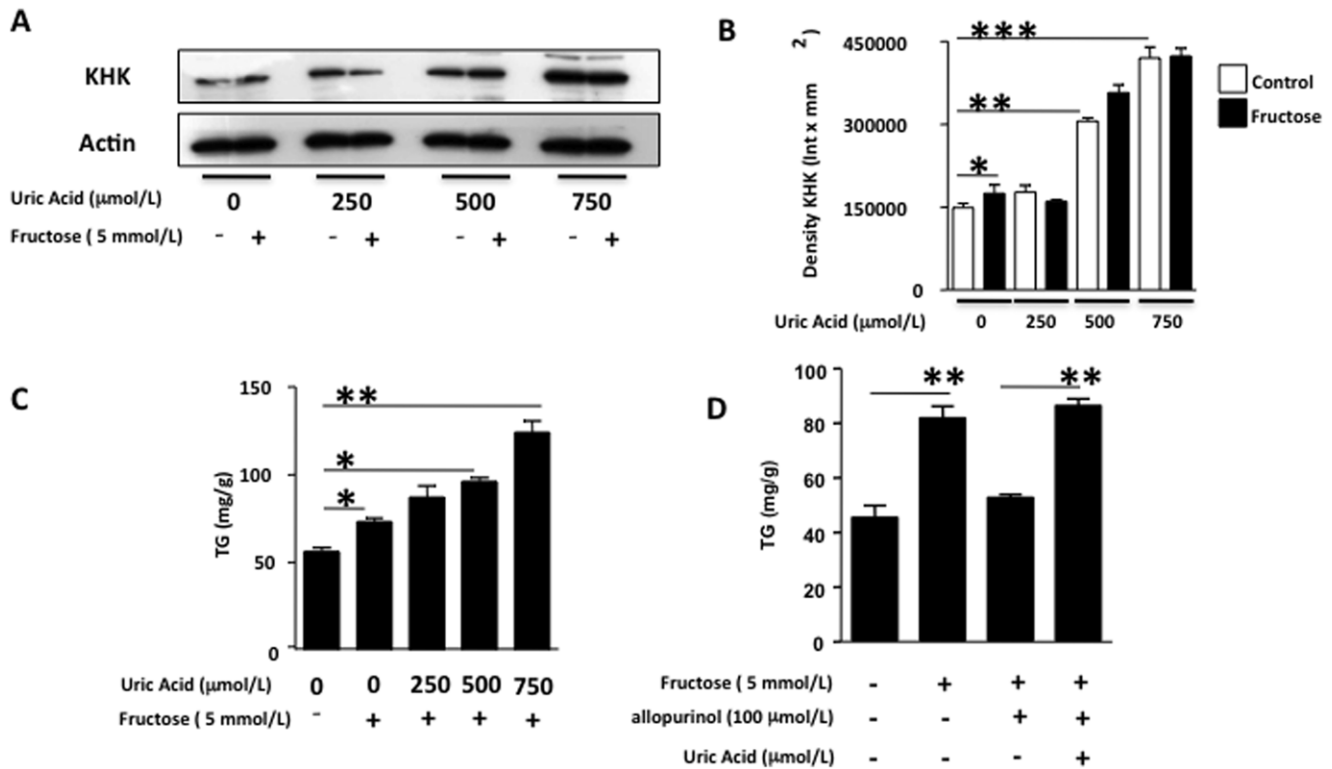 A
KHK
Actin
Uric Acid (μmol/L) 0 250 500 750
Fructose ( 5 mmol/L) - + - + - + - +
B
Density KHK (Int x mm 2 )
450000
300000
150000
0
***
**
*
Control
Fructose
Uric Acid (μmol/L) 0 250 500 750
C
TG (mg/g)
150
100
50
0
**
*
*
Uric Acid (μmol/L) 0 0 250 500 750
Fructose ( 5 mmol/L) - + + + +
D
TG (mg/g)
100
80
60
40
20
0
** **
Fructose ( 5 mmol/L) - + + +
allopurinol (100 μmol/L) - - + +
Uric Acid (μmol/L) - - - +